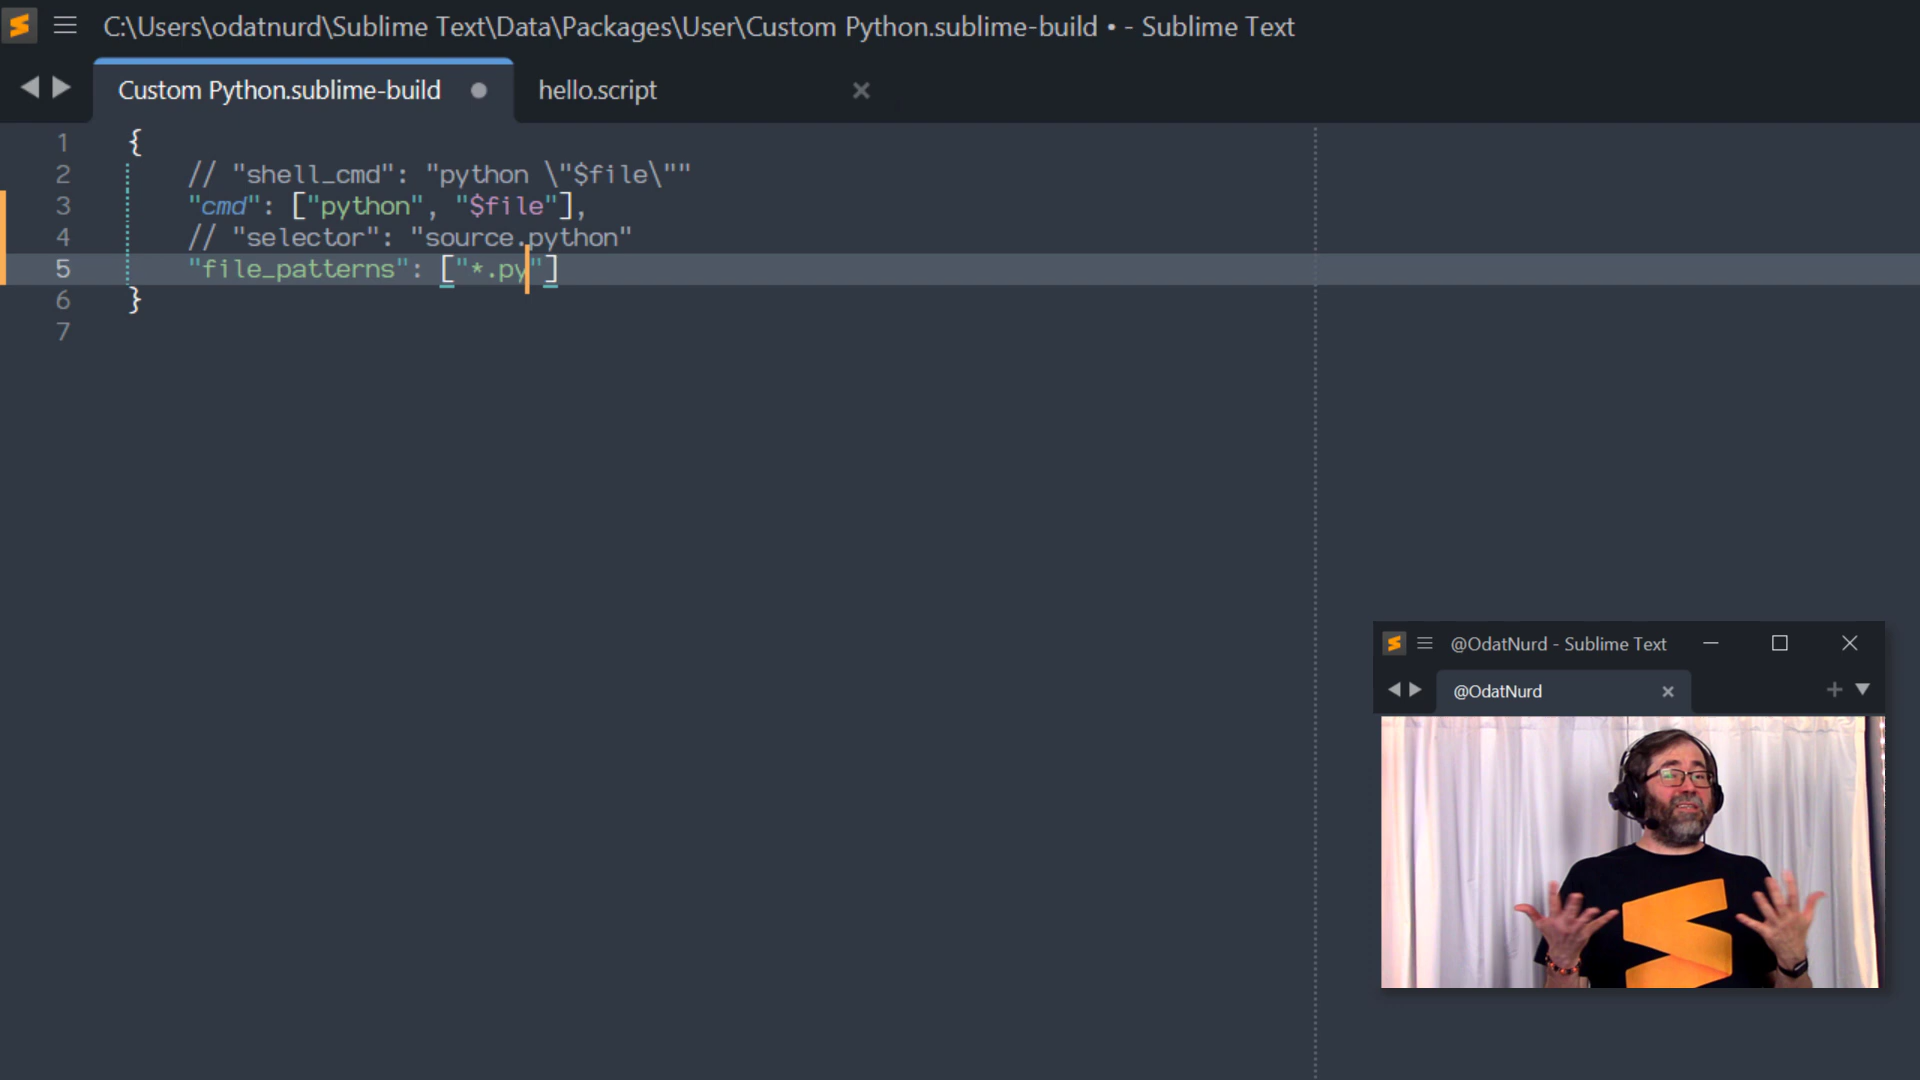 C:\Users\odatnurd\Sublime Text\Data\Packages\User\Custom Python.sublime-build • - Sublime Text
Custom Python.sublime-build
hello.script
1 {
2 // "shell_cmd": "python \"$file\""
3 "cmd": ["python", "$file"],
4 // "selector": "source.python"
5 "file_patterns": ["*.py"]
6 }
7
@OdatNurd - Sublime Text
@OdatNurd